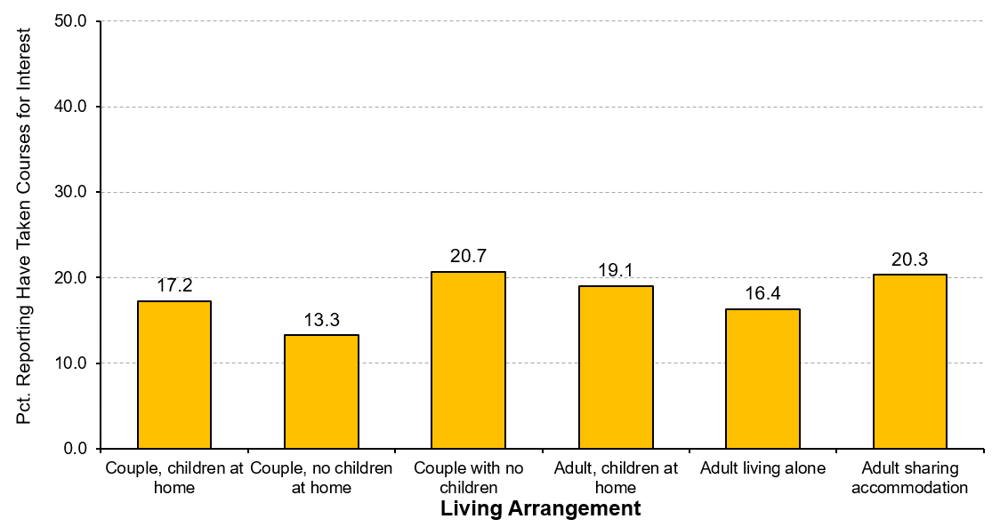 Pct. Reporting Have Taken Courses for Interest
50.0
40.0
30.0
20.0
10.0
0.0
17.2
13.3
20.7
19.1
16.4
20.3
Couple, children at
home
Couple, no children
at home
Couple with no
children
Adult, children at
home
Adult living alone
Adult sharing
accommodation
Living Arrangement